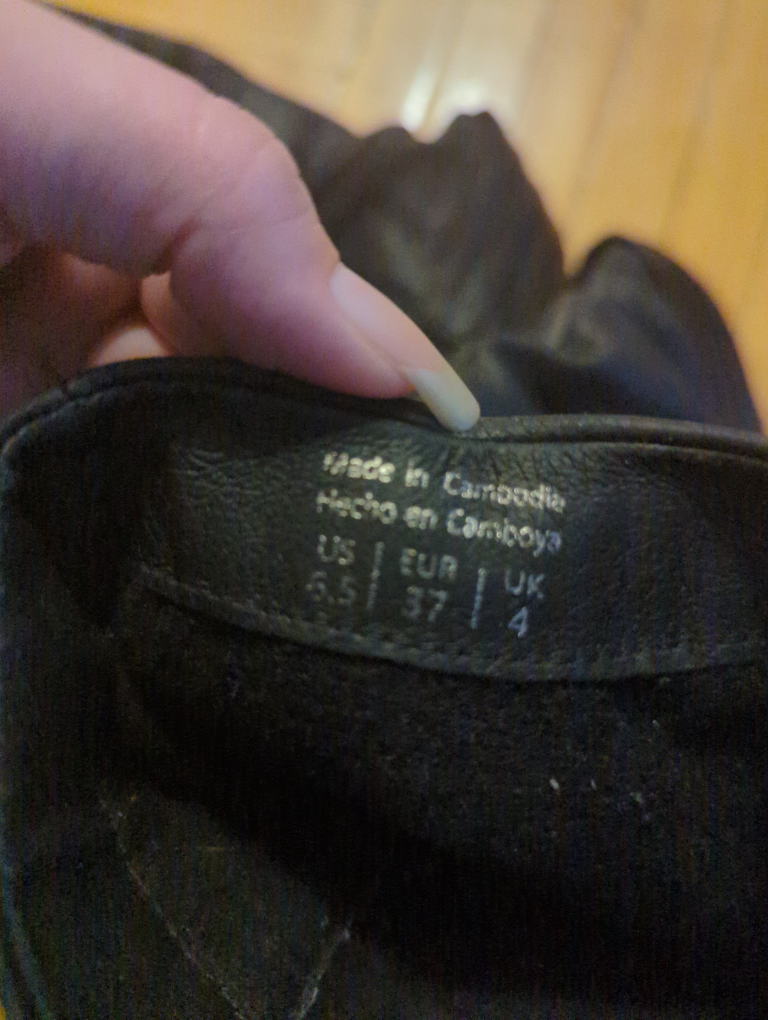 Made in Cambodia
Hecho en Camboya
US | EUR | UK
6.5 | 37 | 4